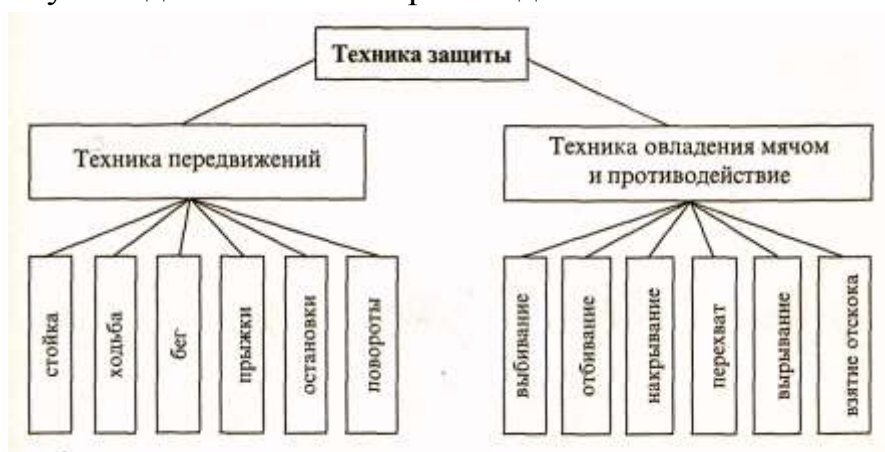 Техника защиты
Техника передвижений
Техника овладения мячом
и противодействие
стойка
ходьба
бег
прыжки
остановки
повороты
выбивание
отбивание
накрывание
перехват
вырывание
взятие отскока